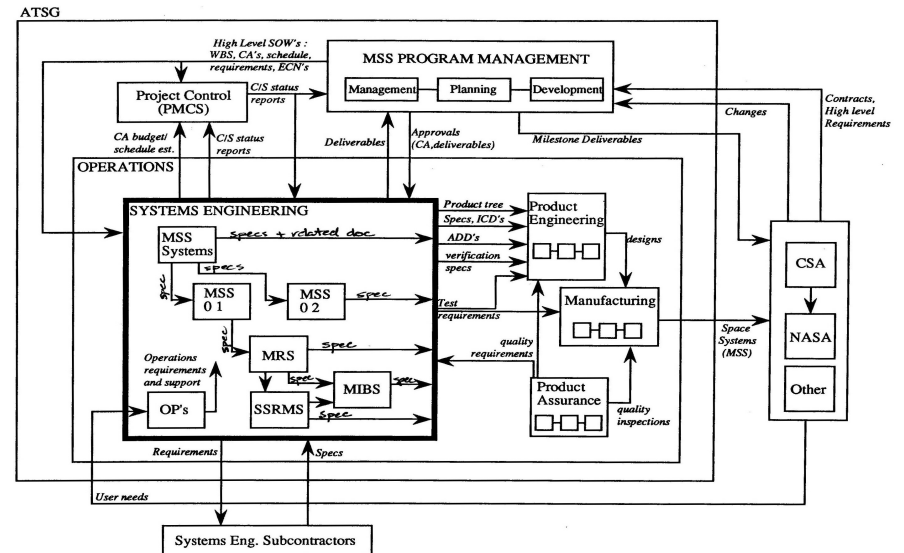 ATSG
High Level SOW's :
WBS, CA's, schedule,
requirements, ECN's
MSS PROGRAM MANAGEMENT
Management
Planning
Development
Project Control
(PMCS)
C/S status
reports
Changes
Contracts,
High level
Requirements
CA budget/
schedule est.
C/S status
reports
Deliverables
Approvals
(CA,deliverables)
Milestone Deliverables
OPERATIONS
SYSTEMS ENGINEERING
MSS
Systems
specs + related doc
spec
specs
MSS
0 1
MSS
0 2
spec
spec
MRS
spec
spec
MIBS
spec
SSRMS
spec
Operations
requirements
and support
OP's
Product tree
Specs, ICD's
ADD's
verification
specs
Test
requirements
Product
Engineering
designs
Manufacturing
quality
requirements
Product
Assurance
quality
inspections
Space
Systems
(MSS)
CSA
NASA
Other
Requirements
Specs
User needs
Systems Eng. Subcontractors